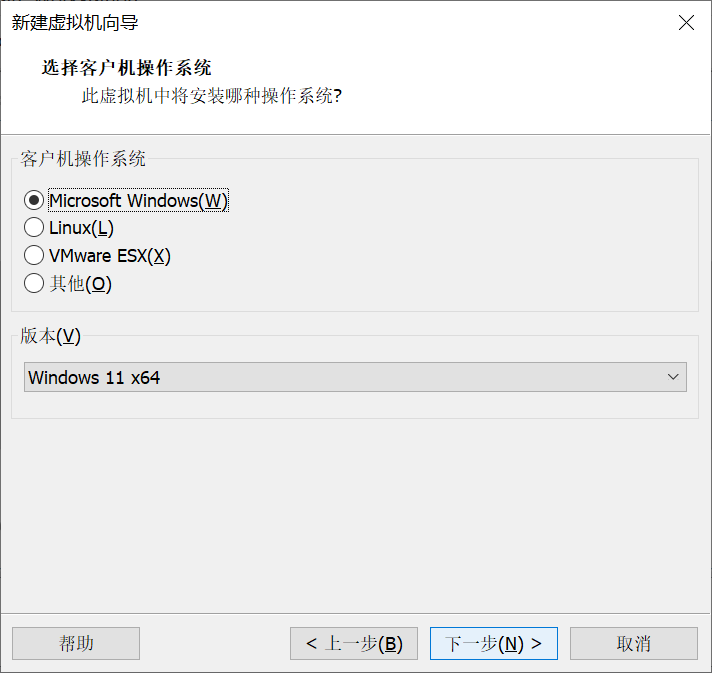 新建虚拟机向导
选择客户机操作系统
此虚拟机中将安装哪种操作系统?
客户机操作系统
Microsoft Windows(W)
Linux(L)
VMware ESX(X)
其他(O)
版本(V)
Windows 11 x64
帮助
< 上一步(B)
下一步(N) >
取消